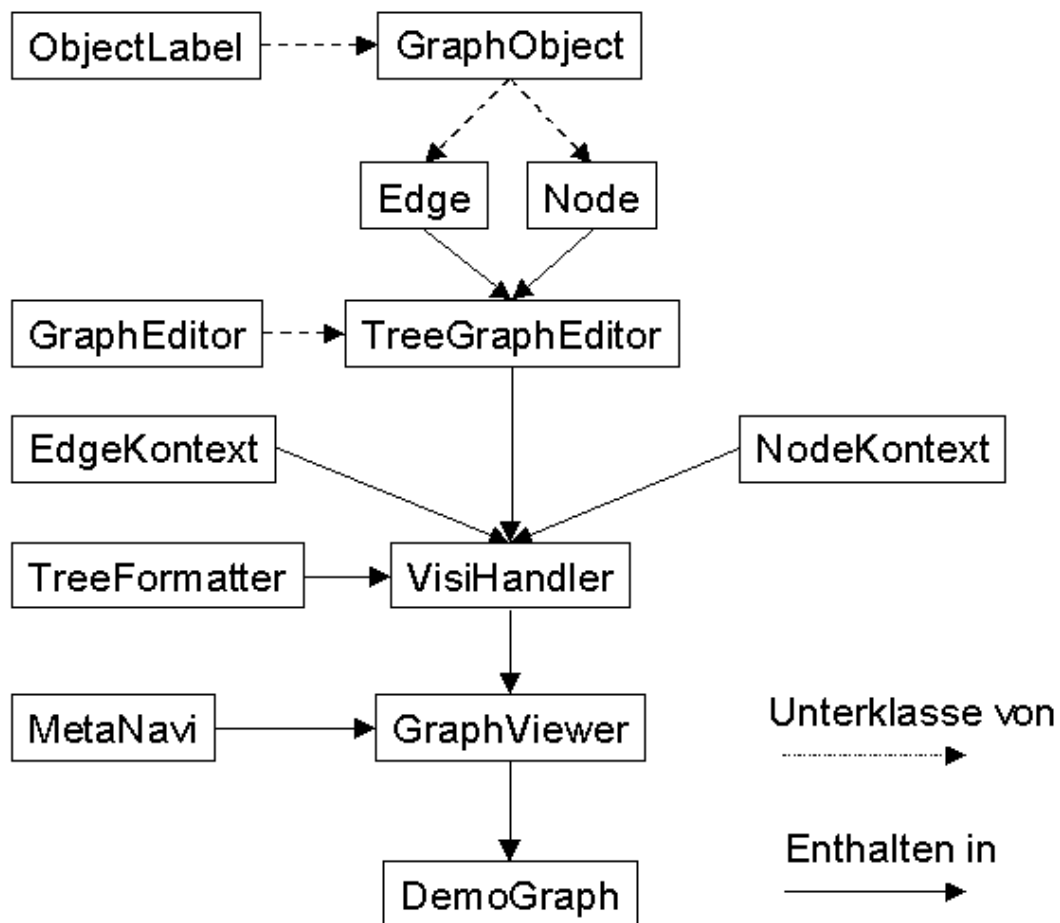 ObjectLabel
GraphObject
Edge
Node
GraphEditor
TreeGraphEditor
EdgeKontext
NodeKontext
TreeFormatter
VisiHandler
MetaNavi
GraphViewer
Unterklasse von
Enthalten in
DemoGraph